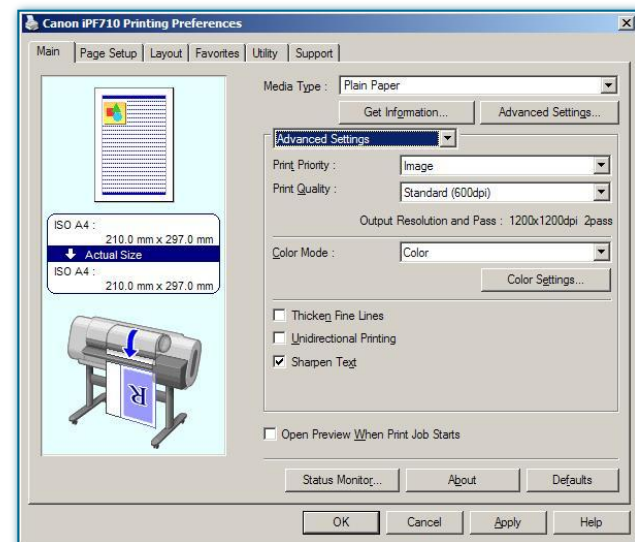 Canon iPF710 Printing Preferences
Main Page Setup Layout Favorites Utility Support
Media Type : Plain Paper
Get Information... Advanced Settings...
Advanced Settings
Print Priority : Image
Print Quality : Standard (600dpi)
Output Resolution and Pass : 1200x1200dpi 2pass
Color Mode : Color
Color Settings...
Thicken Fine Lines
Unidirectional Printing
Sharpen Text
ISO A4 :
210.0 mm x 297.0 mm
Actual Size
ISO A4 :
210.0 mm x 297.0 mm
R
Open Preview When Print Job Starts
Status Monitor... About Defaults
OK Cancel Apply Help